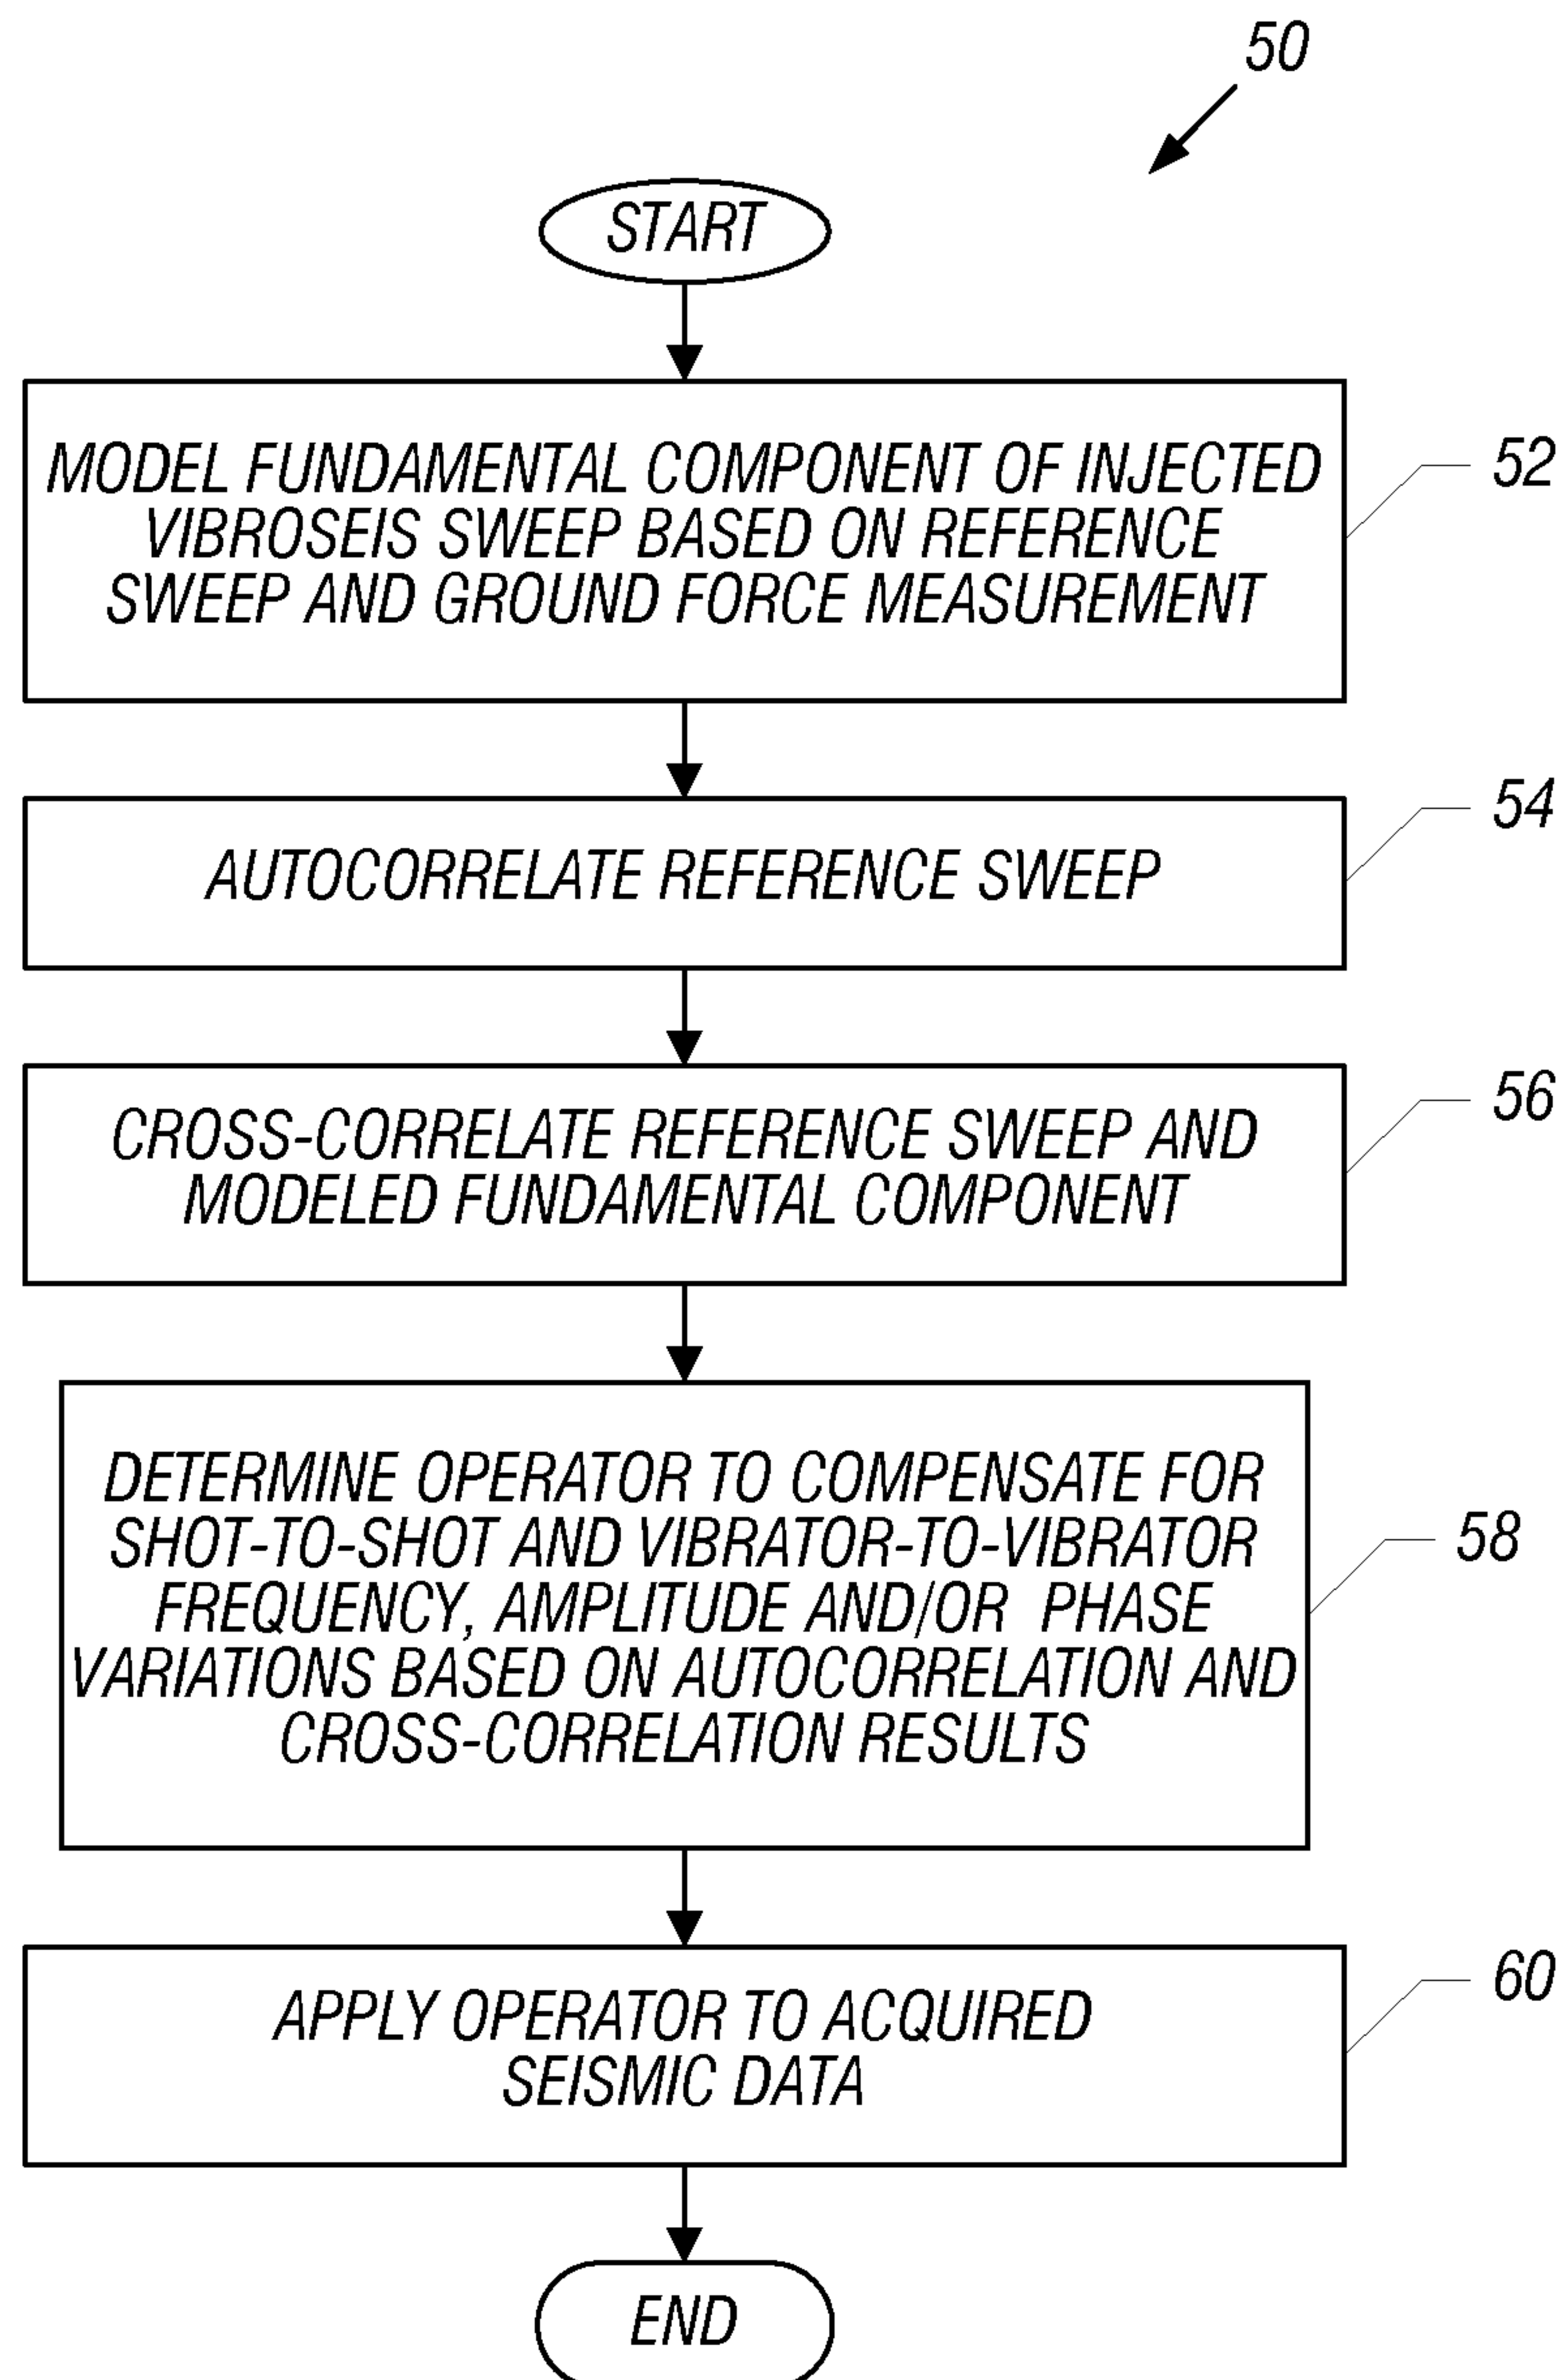 50
START
MODEL FUNDAMENTAL COMPONENT OF INJECTED
VIBROSEIS SWEEP BASED ON REFERENCE
SWEEP AND GROUND FORCE MEASUREMENT
52
AUTOCORRELATE REFERENCE SWEEP
54
CROSS-CORRELATE REFERENCE SWEEP AND
MODELED FUNDAMENTAL COMPONENT
56
DETERMINE OPERATOR TO COMPENSATE FOR
SHOT-TO-SHOT AND VIBRATOR-TO-VIBRATOR
FREQUENCY, AMPLITUDE AND/OR PHASE
VARIATIONS BASED ON AUTOCORRELATION AND
CROSS-CORRELATION RESULTS
58
APPLY OPERATOR TO ACQUIRED
SEISMIC DATA
60
END